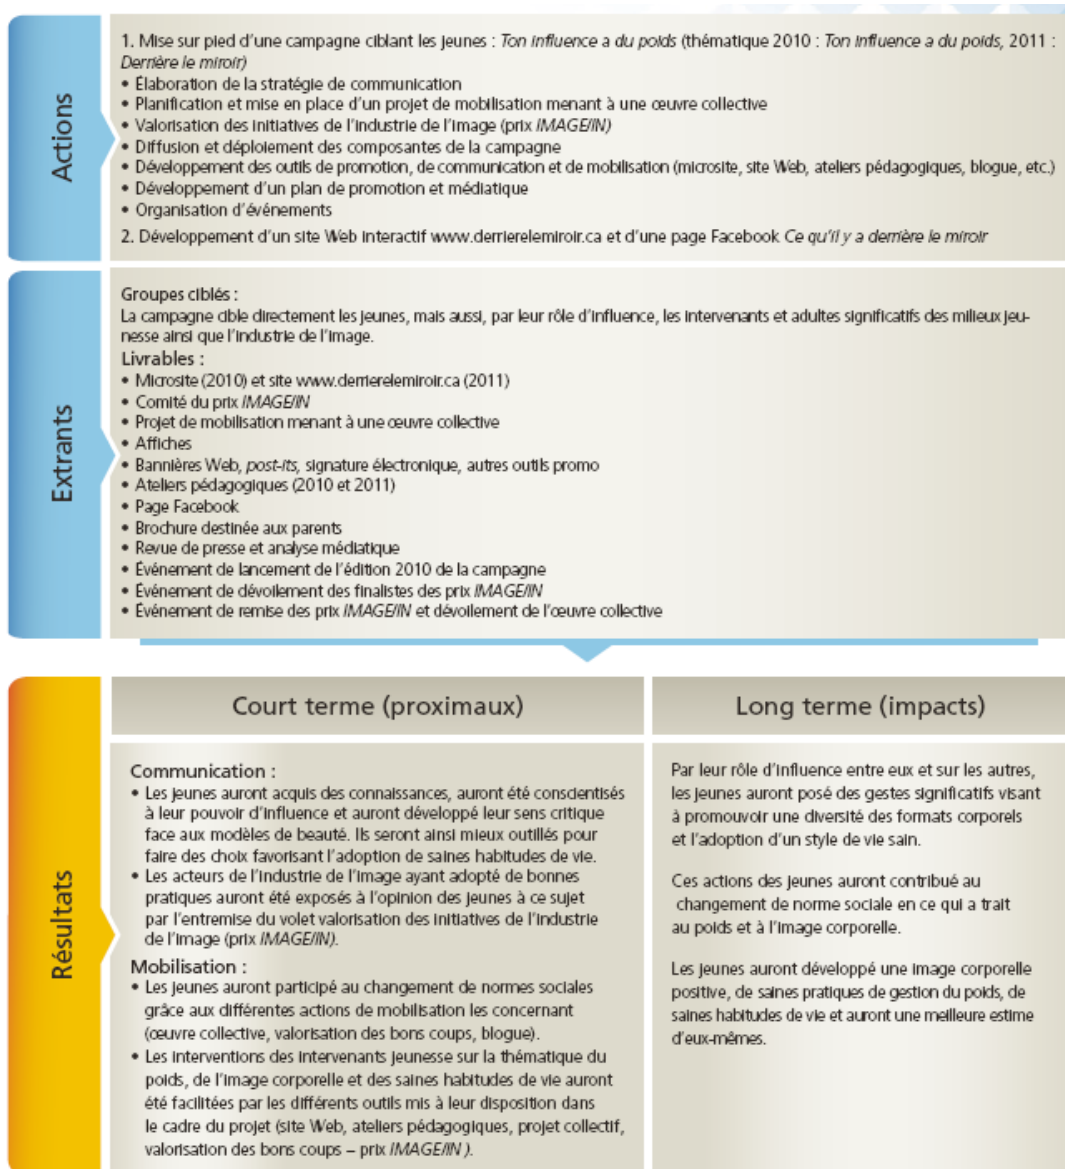 Actions
1. Mise sur pied d'une campagne ciblant les jeunes : Ton influence a du poids (thématique 2010 : Ton influence a du poids, 2011 :
Derrière le miroir)
• Élaboration de la stratégie de communication
• Planification et mise en place d'un projet de mobilisation menant à une œuvre collective
• Valorisation des initiatives de l'industrie de l'image (prix IMAGE/IN)
• Diffusion et déploiement des composantes de la campagne
• Développement des outils de promotion, de communication et de mobilisation (microsite, site Web, ateliers pédagogiques, blogue, etc.)
• Développement d'un plan de promotion et médiatique
• Organisation d'événements
2. Développement d'un site Web interactif www.derrierelemiroir.ca et d'une page Facebook Ce qu'il y a derrière le miroir
Extrants
Groupes ciblés :
La campagne cible directement les jeunes, mais aussi, par leur rôle d'influence, les intervenants et adultes significatifs des milieux jeu-
nesse ainsi que l'industrie de l'image.
Livrables :
• Microsite (2010) et site www.derrierelemiroir.ca (2011)
• Comité du prix IMAGE/IN
• Projet de mobilisation menant à une œuvre collective
• Affiches
• Bannières Web, post-its, signature électronique, autres outils promo
• Ateliers pédagogiques (2010 et 2011)
• Page Facebook
• Brochure destinée aux parents
• Revue de presse et analyse médiatique
• Événement de lancement de l'édition 2010 de la campagne
• Événement de dévoilement des finalistes des prix IMAGE/IN
• Événement de remise des prix IMAGE/IN et dévoilement de l'œuvre collective
Résultats
Court terme (proximaux)
Communication :
• Les jeunes auront acquis des connaissances, auront été conscientisés
à leur pouvoir d'influence et auront développé leur sens critique
face aux modèles de beauté. Ils seront ainsi mieux outillés pour
faire des choix favorisant l'adoption de saines habitudes de vie.
• Les acteurs de l'industrie de l'image ayant adopté de bonnes
pratiques auront été exposés à l'opinion des jeunes à ce sujet
par l'entremise du volet valorisation des initiatives de l'industrie
de l'image (prix IMAGE/IN).
Mobilisation :
• Les jeunes auront participé au changement de normes sociales
grâce aux différentes actions de mobilisation les concernant
(œuvre collective, valorisation des bons coups, blogue).
• Les interventions des intervenants jeunesse sur la thématique du
poids, de l'image corporelle et des saines habitudes de vie auront
été facilitées par les différents outils mis à leur disposition dans
le cadre du projet (site Web, ateliers pédagogiques, projet collectif,
valorisation des bons coups – prix IMAGE/IN ).
Long terme (impacts)
Par leur rôle d'influence entre eux et sur les autres,
les jeunes auront posé des gestes significatifs visant
à promouvoir une diversité des formats corporels
et l'adoption d'un style de vie sain.
Ces actions des jeunes auront contribué au
changement de norme sociale en ce qui a trait
au poids et à l'image corporelle.
Les jeunes auront développé une image corporelle
positive, de saines pratiques de gestion du poids, de
saines habitudes de vie et auront une meilleure estime
d'eux-mêmes.